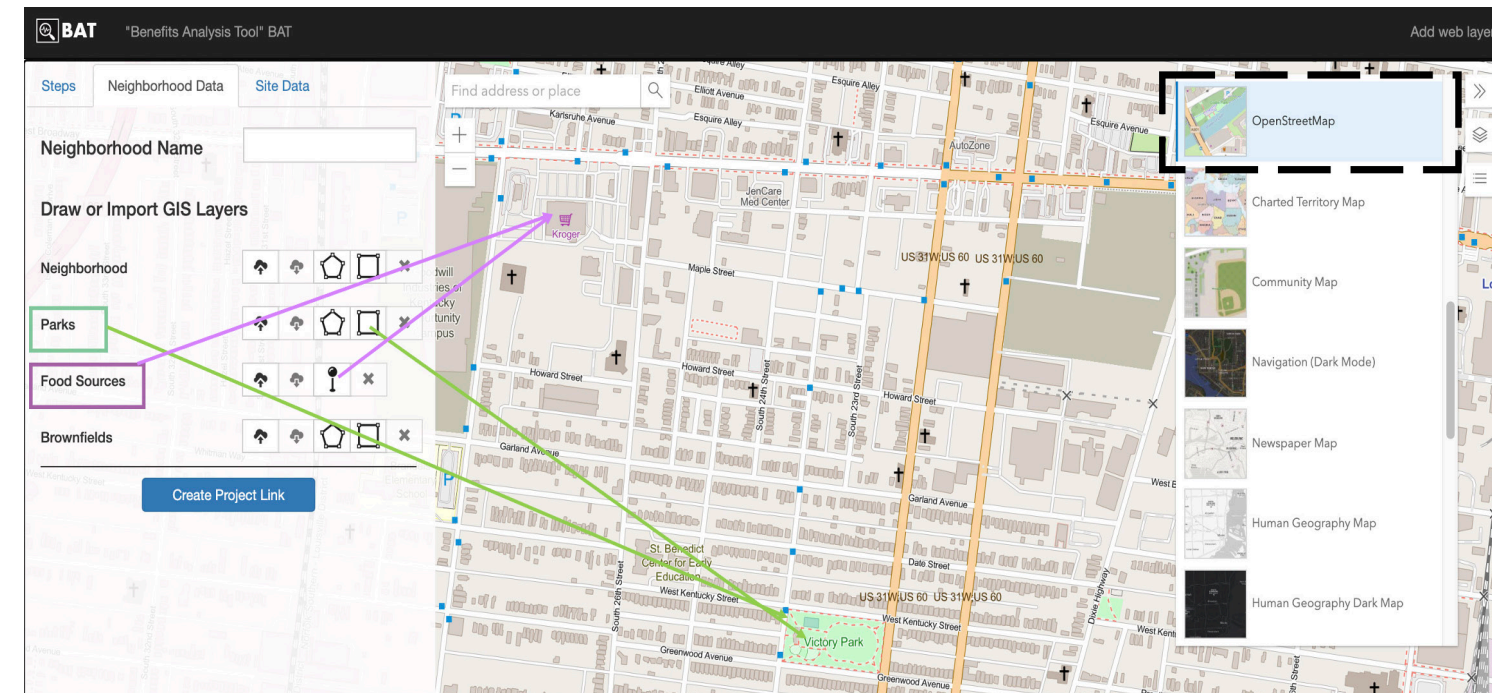 BAT
"Benefits Analysis Tool" BAT
Add web layer
Steps
Neighborhood Data
Site Data
Neighborhood Name
Draw or Import GIS Layers
Neighborhood
Parks
Food Sources
Brownfields
Create Project Link
Find address or place
Esquire Alley
Elliott Avenue
Esquire Alley
Karlsruhe Avenue
Esquire Alley
Esquire Avenue
AutoZone
JenCare
Med Center
Kroger
US 31W;US 60
US 31W;US 60
Maple Street
Howard Street
Howard Street
Howard Street
South 24th Street
South 23rd Street
Garland Avenue
Garland Avenue
St. Benedict
Center for Early
Education
Date Street
South 26th Street
West Kentucky Street
US 31W;US 60
US 31W;US 60
Dixie Highway
West Kentucky Street
Victory Park
Greenwood Avenue
Greenwood Avenue
OpenStreetMap
Charted Territory Map
Community Map
Navigation (Dark Mode)
Newspaper Map
Human Geography Map
Human Geography Dark Map